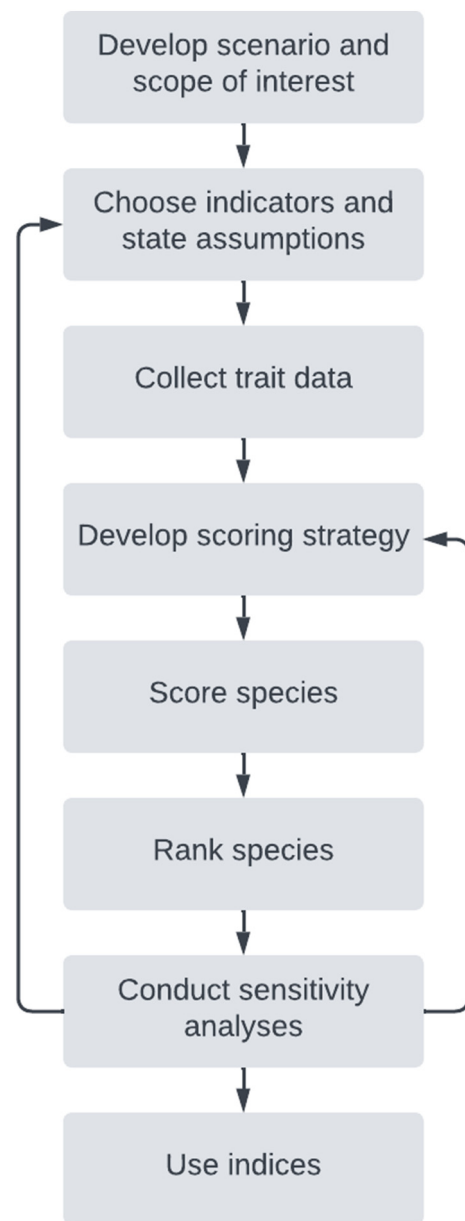 Develop scenario and
scope of interest
Choose indicators and
state assumptions
Collect trait data
Develop scoring strategy
Score species
Rank species
Conduct sensitivity
analyses
Use indices